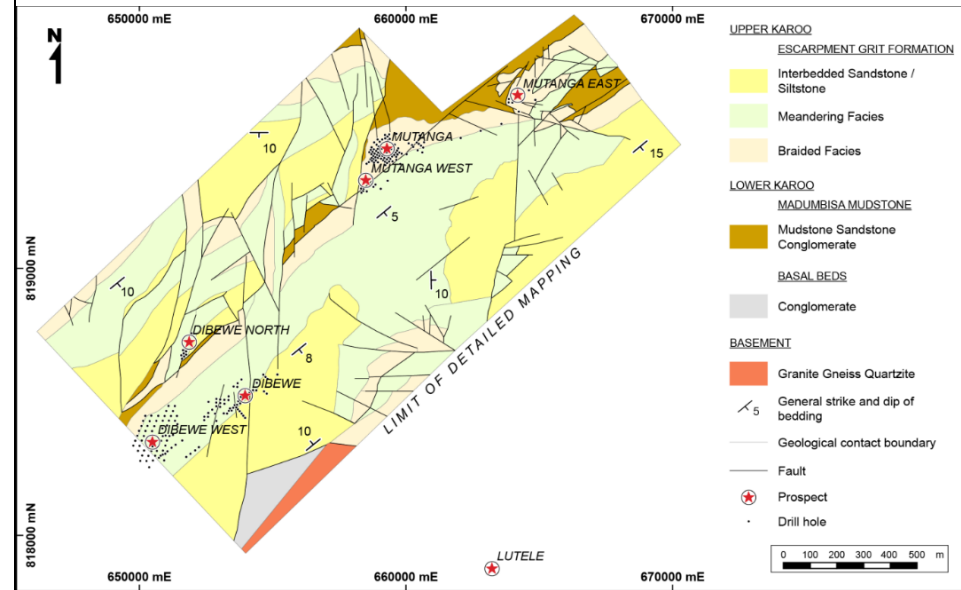 650000 mE
660000 mE
670000 mE
N
MUTANGA EAST
MUTANGA
MUTANGA WEST
10
15
5
819000 mN
10
10
DIBEWE NORTH
8
DIBEWE
LIMIT OF DETAILED MAPPING
DIBEWE WEST
10
818000 mN
LUTELE
650000 mE
660000 mE
670000 mE
UPPER KAROO
ESCARPMENT GRIT FORMATION
Interbedded Sandstone /
Siltstone
Meandering Facies
Braided Facies
LOWER KAROO
MADUMBISA MUDSTONE
Mudstone Sandstone
Conglomerate
BASAL BEDS
Conglomerate
BASEMENT
Granite Gneiss Quartzite
5
General strike and dip of
bedding
Geological contact boundary
Fault
Prospect
Drill hole
0 100 200 300 400 500 m